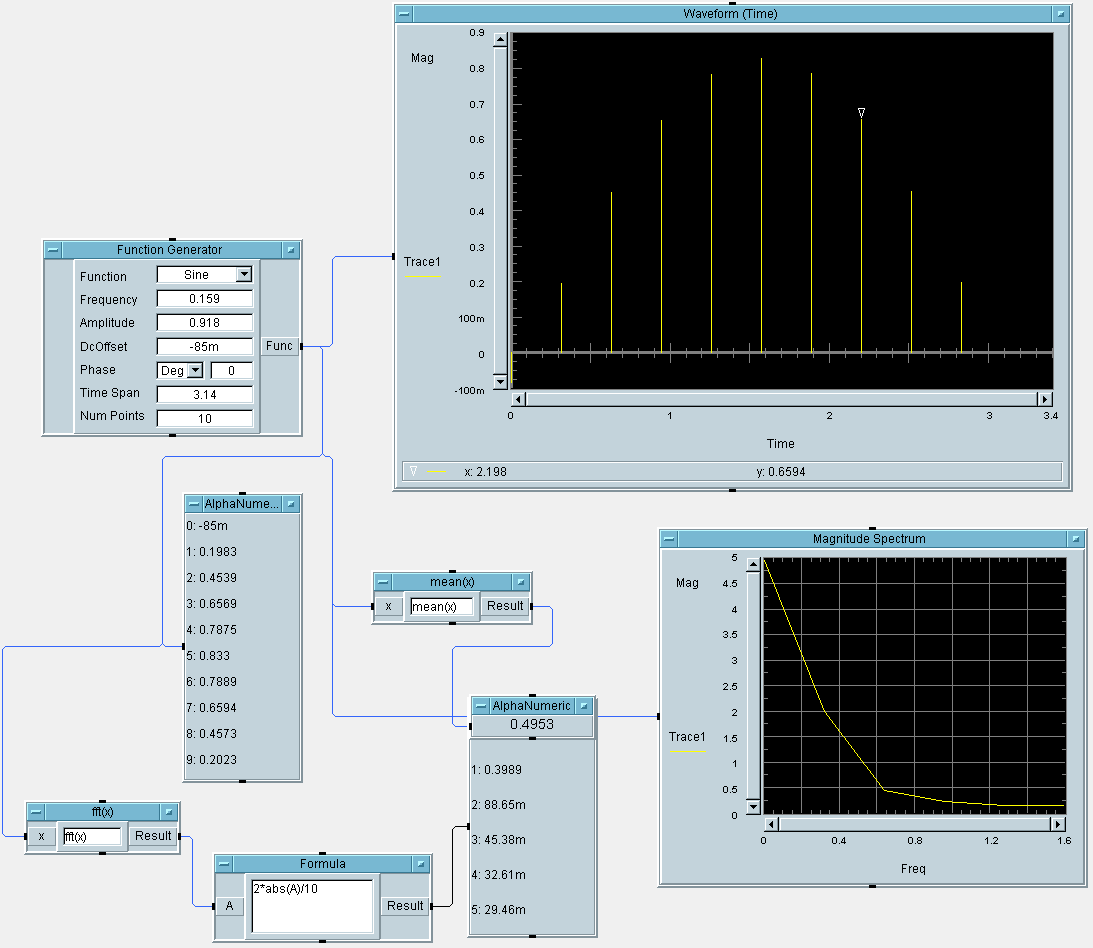 Waveform (Time)
Mag
0.9
0.8
0.7
0.6
0.5
0.4
0.3
0.2
100m
0
-100m
Trace1
0 1 2 3 3.4
Time
x: 2.198 y: 0.6594
Function Generator
Function Sine
Frequency 0.159
Amplitude 0.918
DcOffset -85m
Phase Deg 0
Time Span 3.14
Num Points 10
Func
AlphaNume...
0: -85m
1: 0.1983
2: 0.4539
3: 0.6569
4: 0.7875
5: 0.833
6: 0.7889
7: 0.6594
8: 0.4573
9: 0.2023
mean(x)
x mean(x) Result
Magnitude Spectrum
Mag
5
4.5
4
3.5
3
2.5
2
1.5
1
0.5
0
Trace1
0 0.4 0.8 1.2 1.6
Freq
AlphaNumeric
0.4953
1: 0.3989
2: 88.65m
3: 45.38m
4: 32.61m
5: 29.46m
fft(x)
x fft(x) Result
Formula
A 2*abs(A)/10 Result